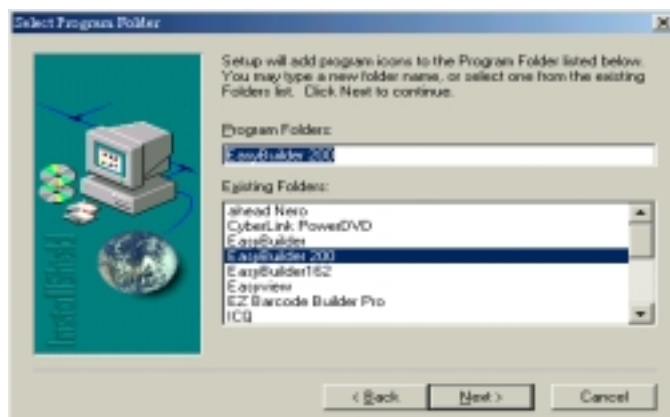 Select Program Folder
Setup will add program icons to the Program Folder listed below.
You may type a new folder name, or select one from the existing
Folders list. Click Next to continue.
Program Folders:
EasyBuilder 200
Existing Folders:
ahead Nero
CyberLink PowerDVD
EasyBuilder
EasyBuilder 200
EasyBuilder162
Easyview
EZ Barcode Builder Pro
ICQ
InstallShield
< Back
Next >
Cancel